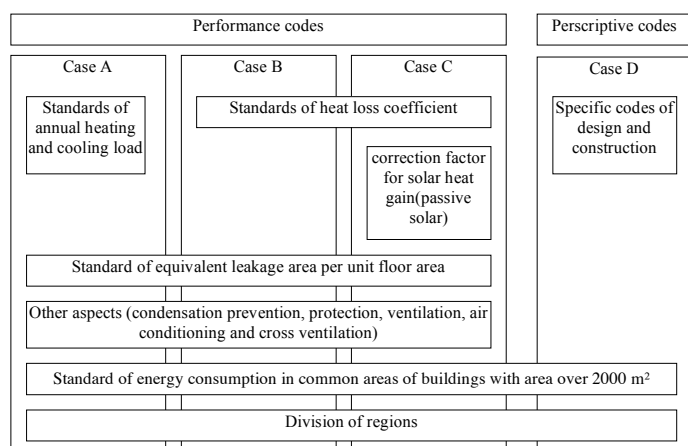 Performance codes
Perscriptive codes
Case A
Case B
Case C
Case D
Standards of
annual heating
and cooling load
Standards of heat loss coefficient
Specific codes of
design and
construction
correction factor
for solar heat
gain(passive
solar)
Standard of equivalent leakage area per unit floor area
Other aspects (condensation prevention, protection, ventilation, air
conditioning and cross ventilation)
Standard of energy consumption in common areas of buildings with area over 2000 m²
Division of regions